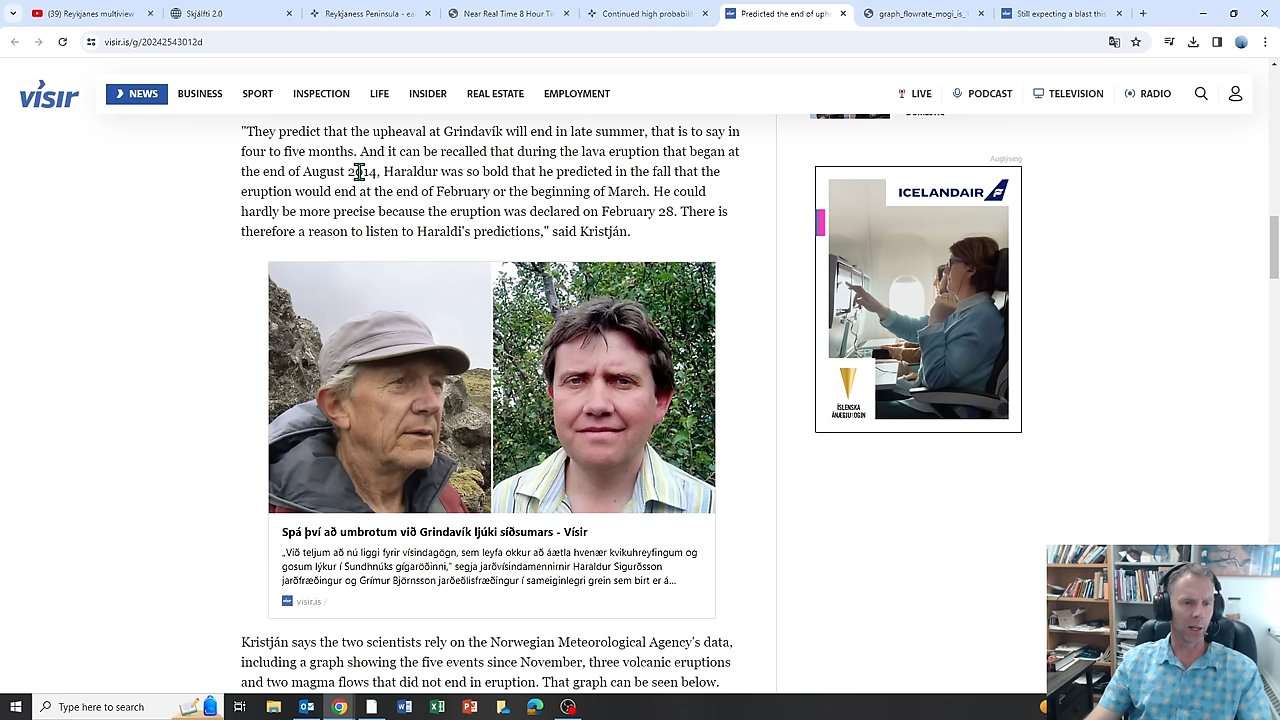 (39) Reykjanes multiview
Skjálfti 2.0
Reykjaness Peninsula - ea
Real Time 8 Hour Te
Continued high probabili
Predicted the end of uph
graph_flowrate_mogi_is_
Still expecting a blast this
visir.is/g/20242543012d
vísir
NEWS
BUSINESS
SPORT
INSPECTION
LIFE
INSIDER
REAL ESTATE
EMPLOYMENT
LIVE
PODCAST
TELEVISION
RADIO
"They predict that the upheaval at Grindavík will end in late summer, that is to say in
four to five months. And it can be recalled that during the lava eruption that began at
the end of August 4, Haraldur was so bold that he predicted in the fall that the
eruption would end at the end of February or the beginning of March. He could
hardly be more precise because the eruption was declared on February 28. There is
therefore a reason to listen to Haraldi's predictions," said Kristján.
Auglýsing
ICELANDAIR
ÍSLENSKA
ÁNÆGJUVOGIN
Spá því að umbrotum við Grindavík ljúki síðsumars - Vísir
„Við teljum að nú liggi fyrir vísindagögn, sem leyfa okkur að áætla hvenær kvikuhreyfingum og
gosum lýkur í Sundhnúks gígaröðinni," segja jarðvísindamennirnir Haraldur Sigurðsson
jarðfræðingur og Grímur Björnsson jarðeðlisfræðingur í sameiginlegri grein sem birt er á...
visir.is /
Kristján says the two scientists rely on the Norwegian Meteorological Agency's data,
including a graph showing the five events since November, three volcanic eruptions
and two magma flows that did not end in eruption. That graph can be seen below.
Type here to search